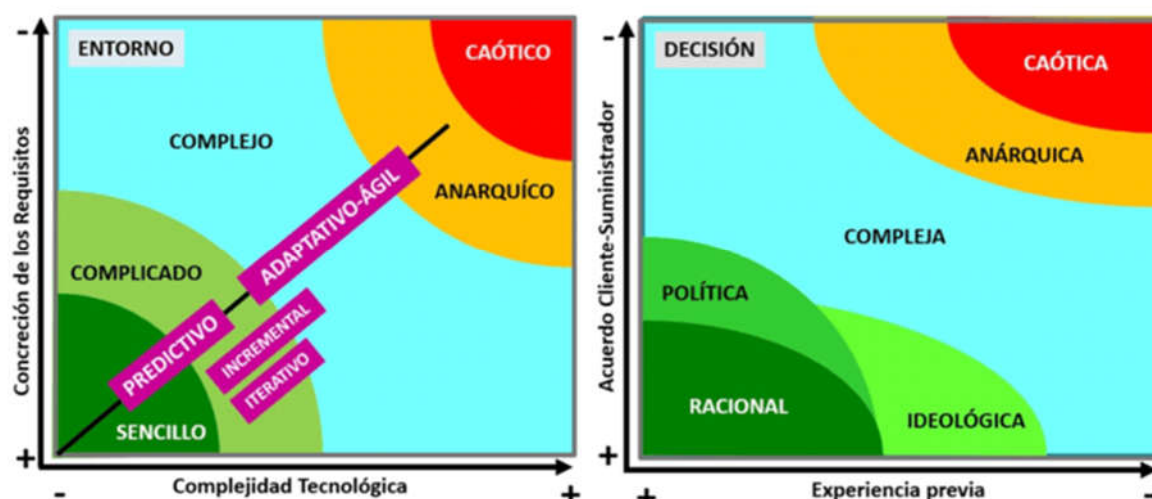 -
ENTORNO
CAÓTICO
COMPLEJO
ANARQUÍCO
ADAPTATIVO-ÁGIL
COMPLICADO
PREDICTIVO
INCREMENTAL
ITERATIVO
SENCILLO
Concreción de los Requisitos
+
-
Complejidad Tecnológica
+
-
DECISIÓN
CAÓTICA
ANÁRQUICA
COMPLEJA
POLÍTICA
RACIONAL
IDEOLÓGICA
Acuerdo Cliente-Suministrador
+
+
Experiencia previa
-